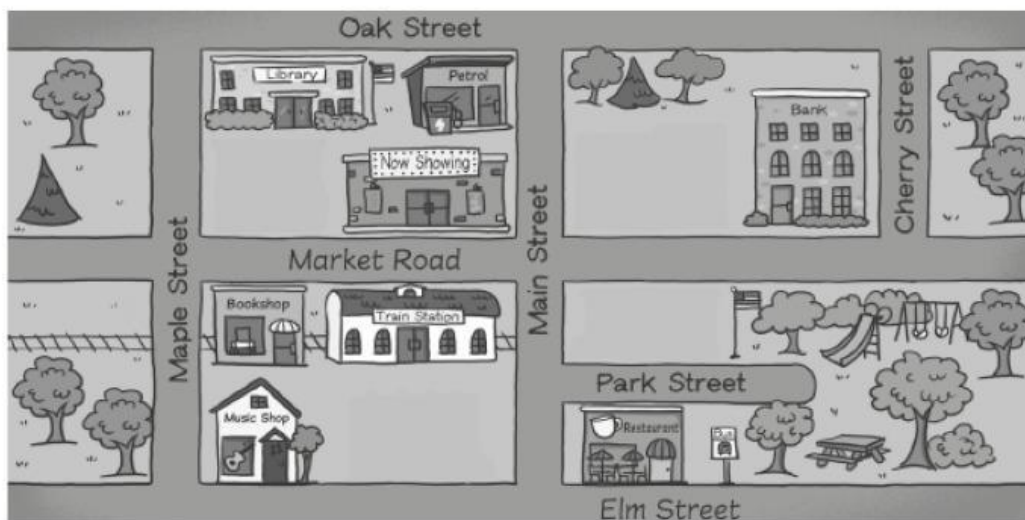 Oak Street
Library
Petrol
Now Showing
Bank
Maple Street
Main Street
Cherry Street
Market Road
Bookshop
Train Station
Park Street
Music Shop
Restaurant
Bus
Elm Street